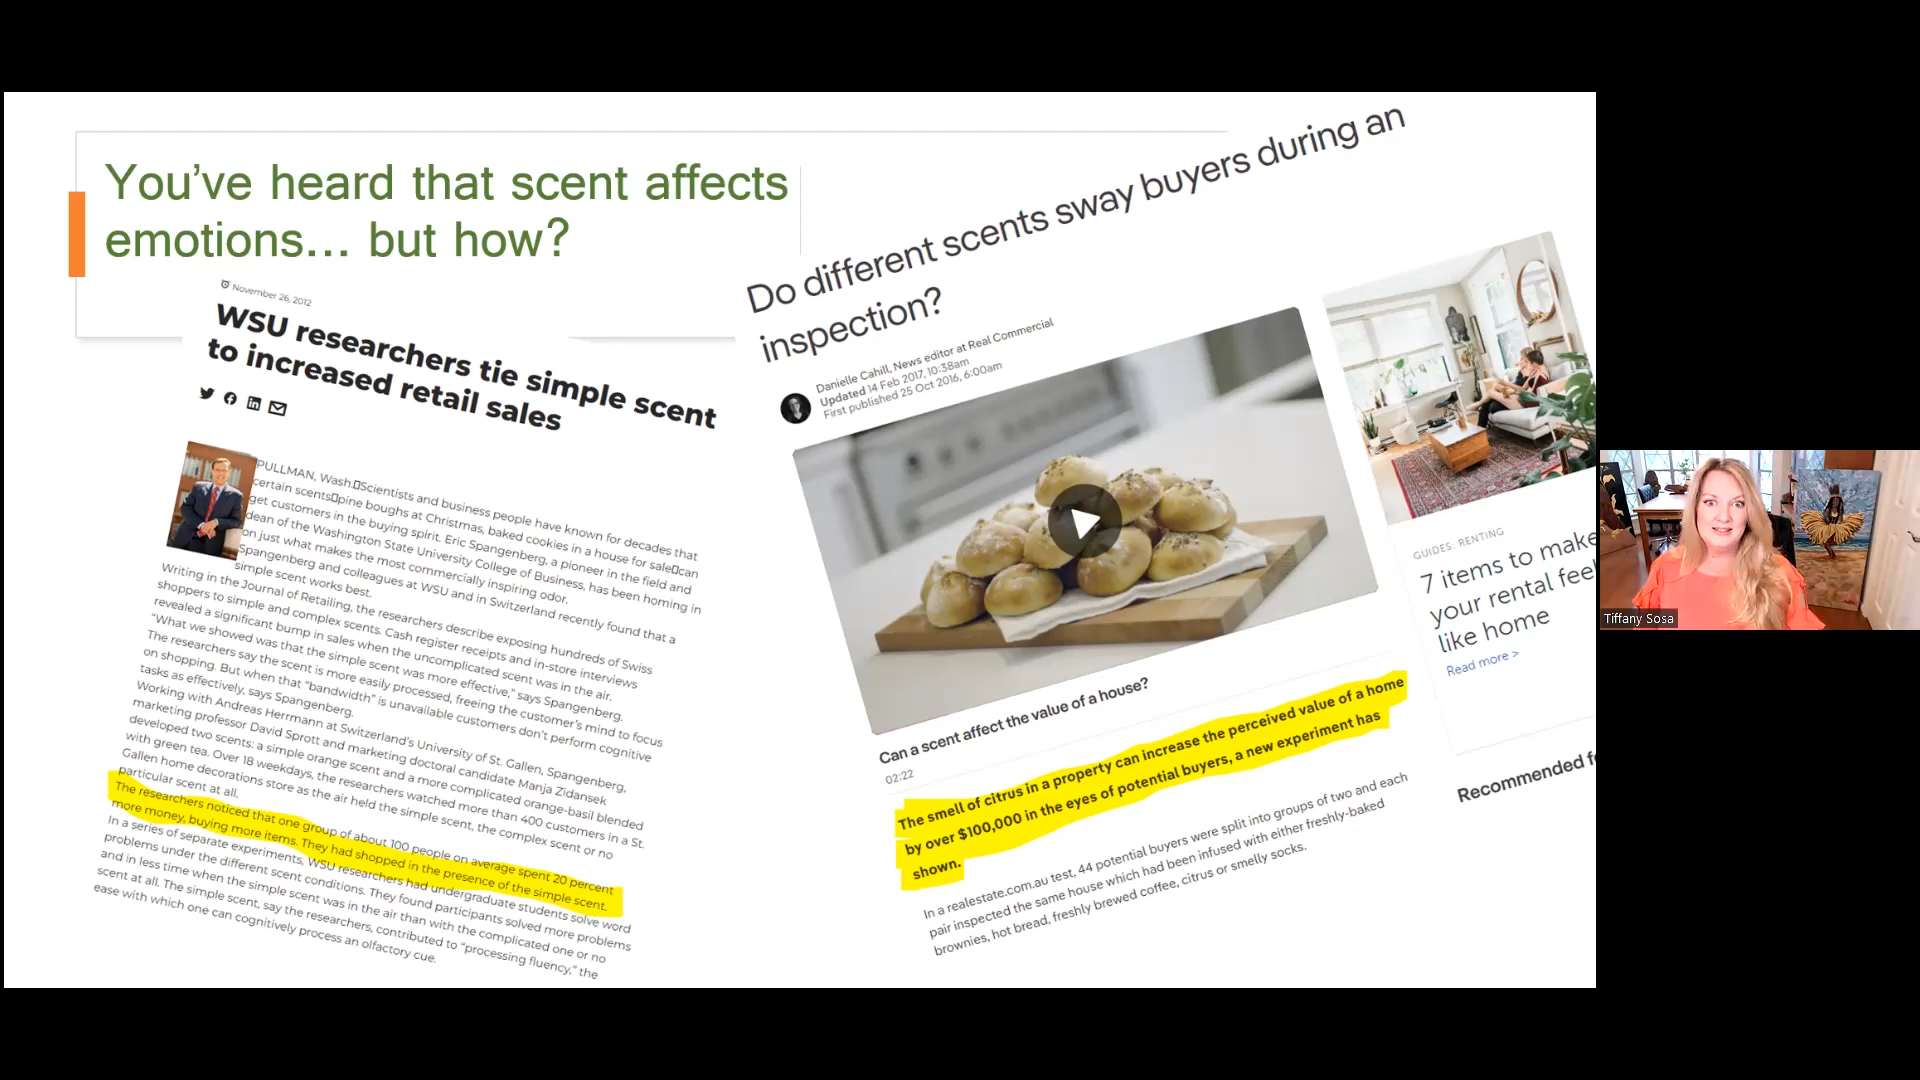 You've heard that scent affects
emotions... but how?
November 26, 2012
WSU researchers tie simple scent
to increased retail sales
PULLMAN, Wash.▯Scientists and business people have known for decades that
certain scents▯pine boughs at Christmas, baked cookies in a house for sale▯can
get customers in the buying spirit. Eric Spangenberg, a pioneer in the field and
dean of the Washington State University College of Business, has been homing in
on just what makes the most commercially inspiring odor.
Spangenberg and colleagues at WSU and in Switzerland recently found that a
simple scent works best.
Writing in the Journal of Retailing, the researchers describe exposing hundreds of Swiss
shoppers to simple and complex scents. Cash register receipts and in-store interviews
revealed a significant bump in sales when the uncomplicated scent was in the air.
"What we showed was that the simple scent was more effective," says Spangenberg.
The researchers say the scent is more easily processed, freeing the customer's mind to focus
on shopping. But when that "bandwidth" is unavailable customers don't perform cognitive
tasks as effectively, says Spangenberg.
Working with Andreas Herrmann at Switzerland's University of St. Gallen, Spangenberg,
marketing professor David Sprott and marketing doctoral candidate Manja Zidansek
developed two scents: a simple orange scent and a more complicated orange-basil blended
with green tea. Over 18 weekdays, the researchers watched more than 400 customers in a St.
Gallen home decorations store as the air held the simple scent, the complex scent or no
particular scent at all.
The researchers noticed that one group of about 100 people on average spent 20 percent
more money, buying more items. They had shopped in the presence of the simple scent.
In a series of separate experiments, WSU researchers had undergraduate students solve word
problems under the different scent conditions. They found participants solved more problems
and in less time when the simple scent was in the air than with the complicated one or no
scent at all. The simple scent, say the researchers, contributed to "processing fluency," the
ease with which one can cognitively process an olfactory cue.
Do different scents sway buyers during an
inspection?
Danielle Cahill, News editor at Real Commercial
Updated 14 Feb 2017, 10:38am
First published 25 Oct 2016, 6:00am
Can a scent affect the value of a house?
02:22
The smell of citrus in a property can increase the perceived value of a home
by over $100,000 in the eyes of potential buyers, a new experiment has
shown.
In a realestate.com.au test, 44 potential buyers were split into groups of two and each
pair inspected the same house which had been infused with either freshly-baked
brownies, hot bread, freshly brewed coffee, citrus or smelly socks.
GUIDES: RENTING
7 items to make
your rental feel
like home
Read more >
Recommended fo
Tiffany Sosa